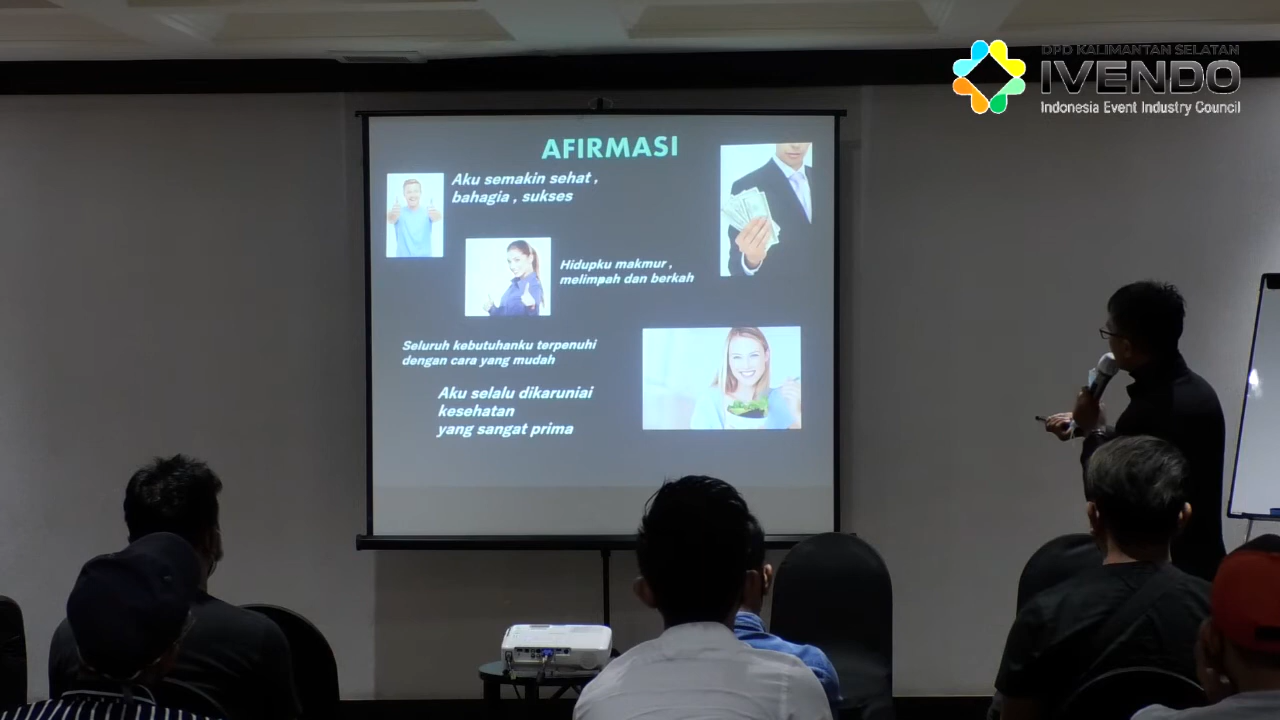 DPD KALIMANTAN SELATAN
IVENDO
Indonesia Event Industry Council
AFIRMASI
Aku semakin sehat ,
bahagia , sukses
Hidupku makmur ,
melimpah dan berkah
Seluruh kebutuhanku terpenuhi
dengan cara yang mudah
Aku selalu dikaruniai
kesehatan
yang sangat prima